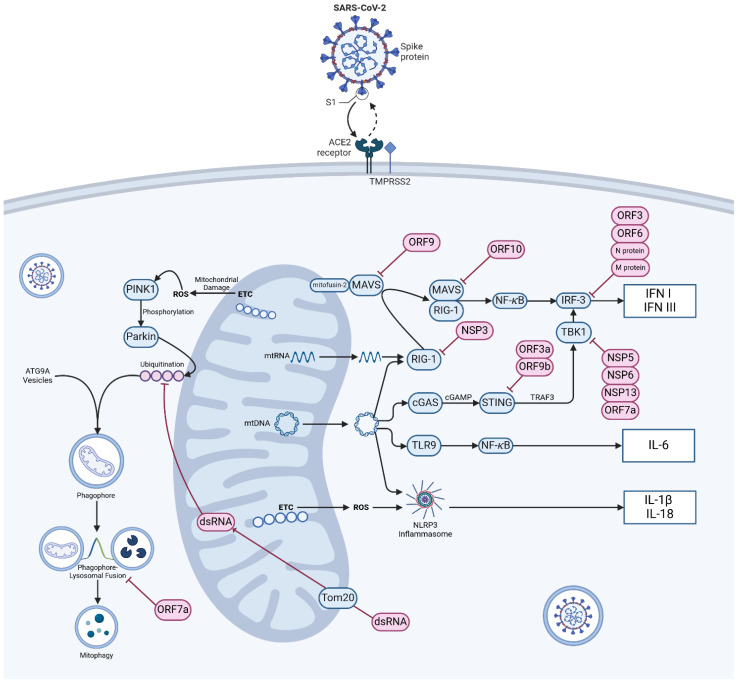 SARS-CoV-2
Spike
protein
S1
ACE2
receptor
TMPRSS2
ORF3
ORF6
N protein
M protein
ORF9
ORF10
mitofusin-2
MAVS
MAVS
RIG-1
NF-κB
IRF-3
IFN I
IFN III
PINK1
ROS
Mitochondrial
Damage
ETC
Phosphorylation
Parkin
NSP3
TBK1
mtRNA
RIG-1
ORF3a
ORF9b
NSP5
NSP6
NSP13
ORF7a
Ubiquitination
ATG9A
Vesicles
cGAS
cGAMP
STING
TRAF3
mtDNA
TLR9
NF-κB
IL-6
Phagophore
ETC
ROS
NLRP3
Inflammasome
IL-1β
IL-18
dsRNA
Phagophore-
Lysosomal Fusion
ORF7a
Tom20
dsRNA
Mitophagy